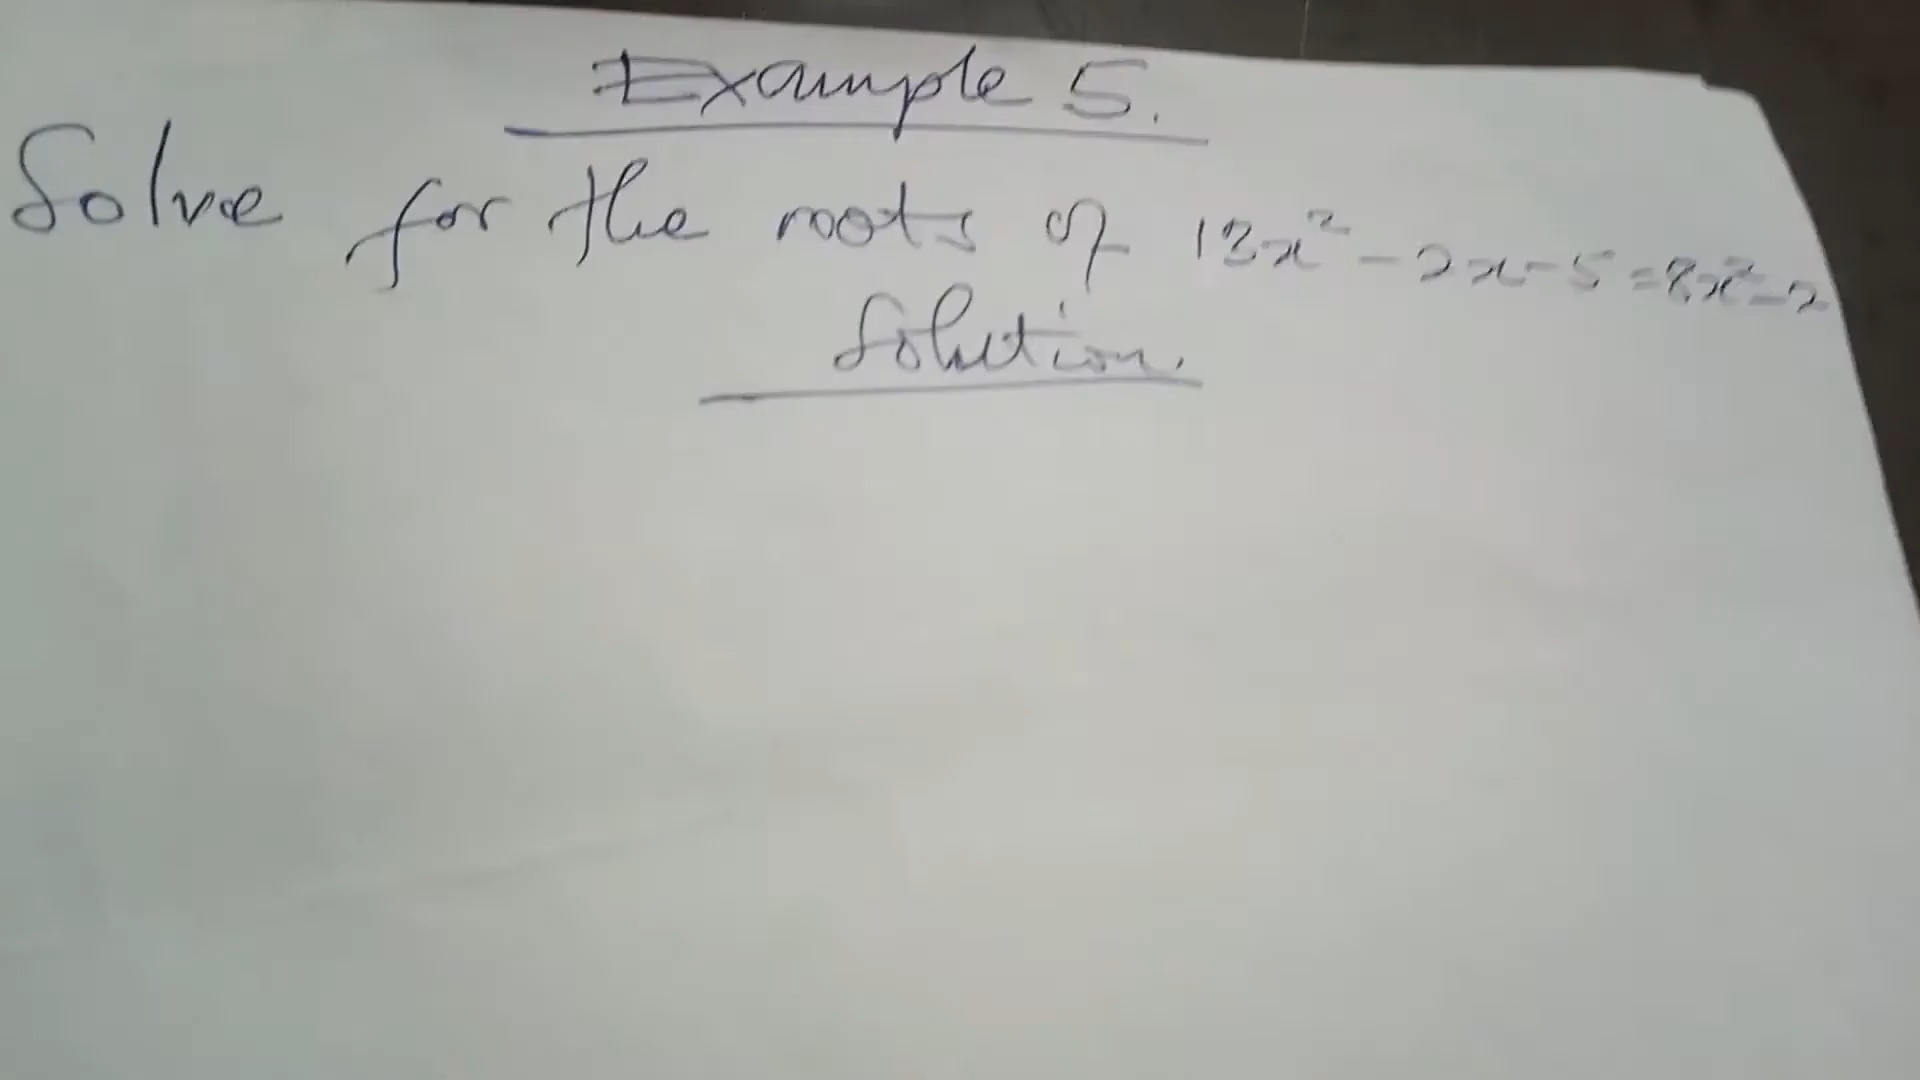 Example 5.
Solve for the roots of 13x² - 2x - 5 = 8x² - 2
Solution.